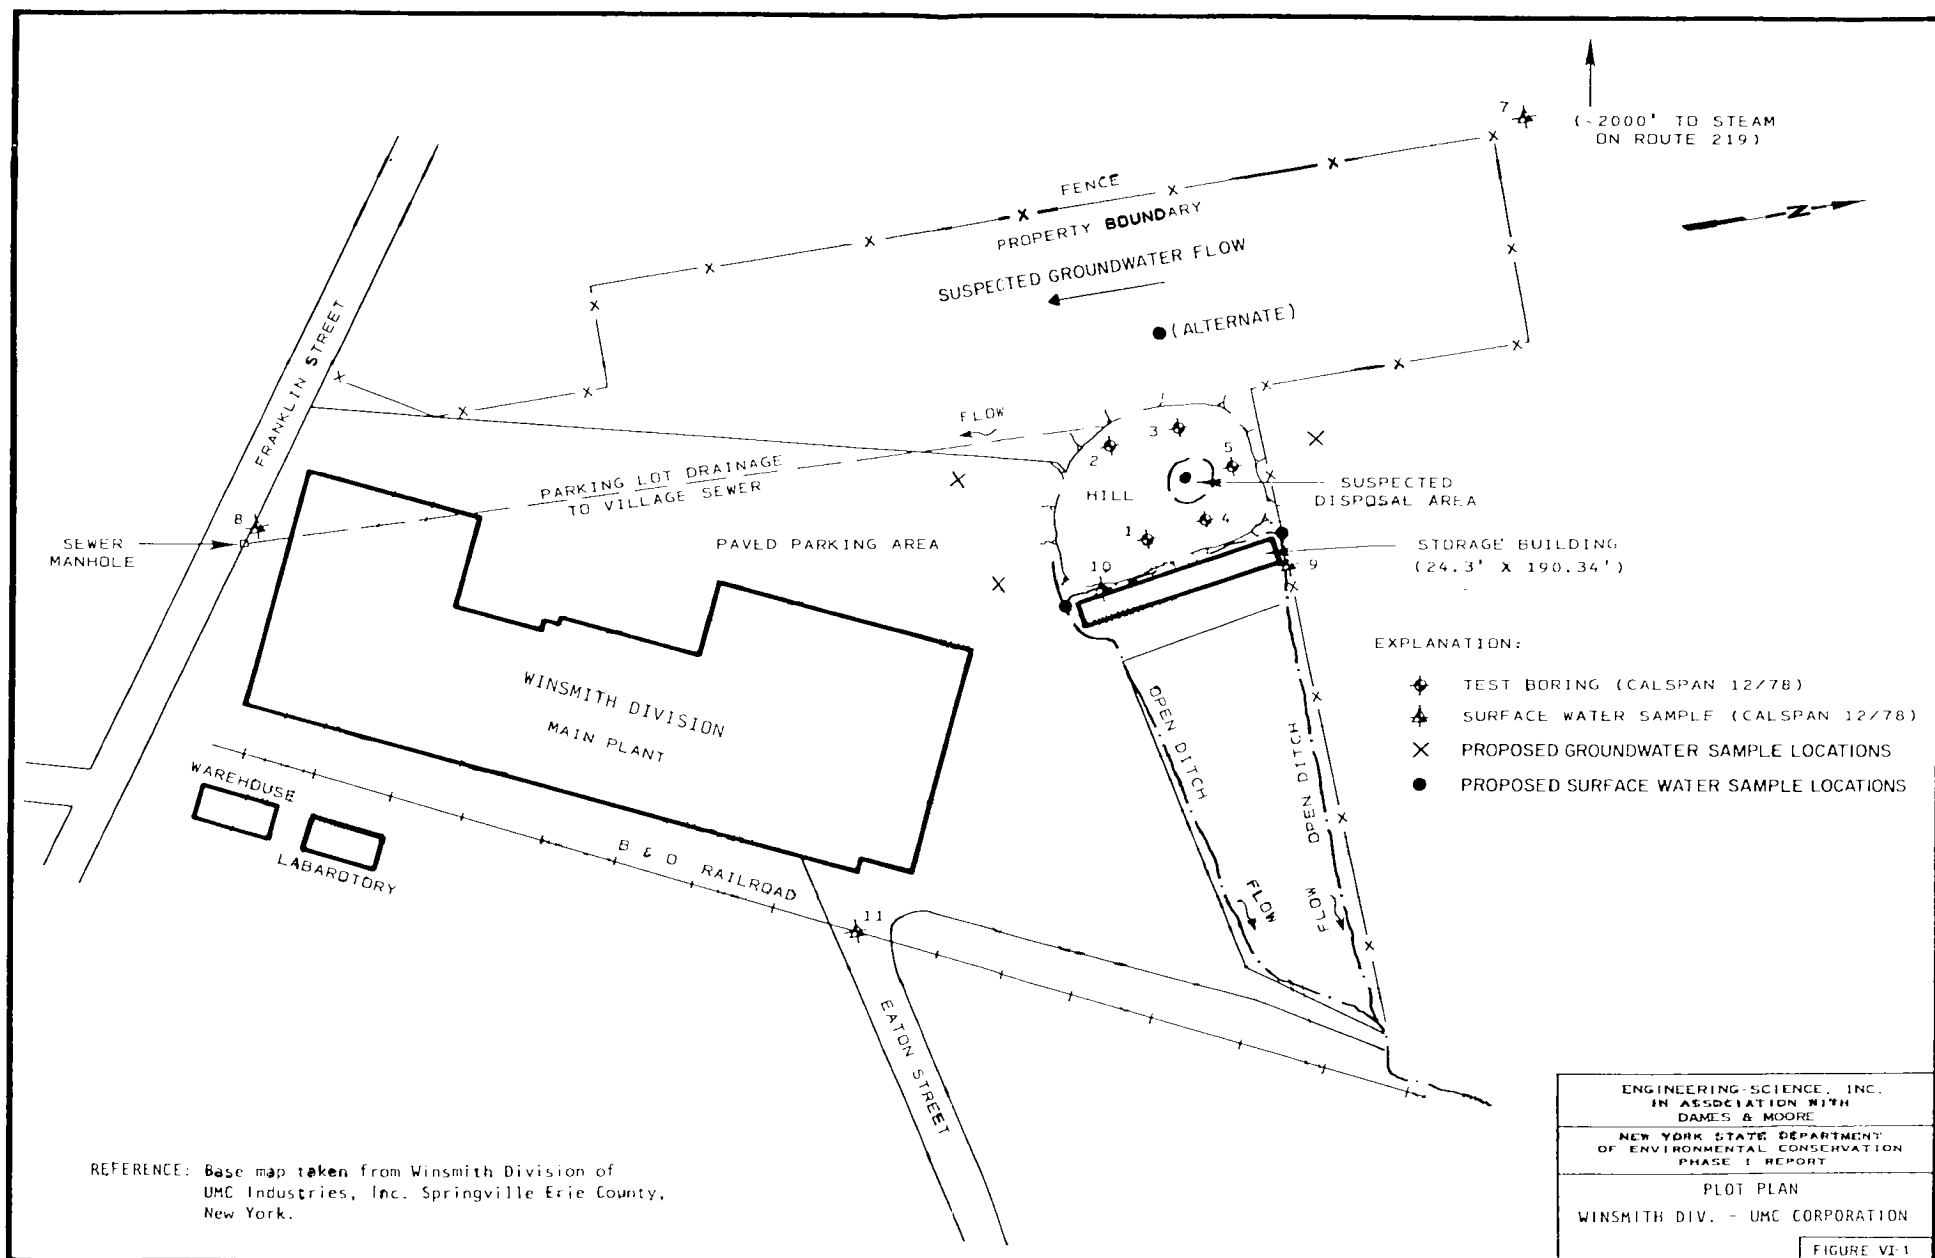 7
(~2000' TO STEAM
ON ROUTE 219)
FENCE
PROPERTY BOUNDARY
N
SUSPECTED GROUNDWATER FLOW
(ALTERNATE)
FRANKLIN STREET
FLOW
3
2
5
HILL
SUSPECTED
DISPOSAL AREA
PARKING LOT DRAINAGE
TO VILLAGE SEWER
8
SEWER
MANHOLE
PAVED PARKING AREA
1
4
10
9
STORAGE BUILDING
(24.3' X 190.34')
WINSMITH DIVISION
MAIN PLANT
OPEN DITCH
OPEN DITCH
EXPLANATION:
TEST BORING (CALSPAN 12/78)
SURFACE WATER SAMPLE (CALSPAN 12/78)
PROPOSED GROUNDWATER SAMPLE LOCATIONS
PROPOSED SURFACE WATER SAMPLE LOCATIONS
WAREHOUSE
LABAROTORY
B & O RAILROAD
11
FLOW
FLOW
EATON STREET
REFERENCE: Base map taken from Winsmith Division of
UMC Industries, Inc. Springville Erie County,
New York.
ENGINEERING-SCIENCE, INC.
IN ASSOCIATION WITH
DAMES & MOORE
NEW YORK STATE DEPARTMENT
OF ENVIRONMENTAL CONSERVATION
PHASE I REPORT
PLOT PLAN
WINSMITH DIV. - UMC CORPORATION
FIGURE VI-1